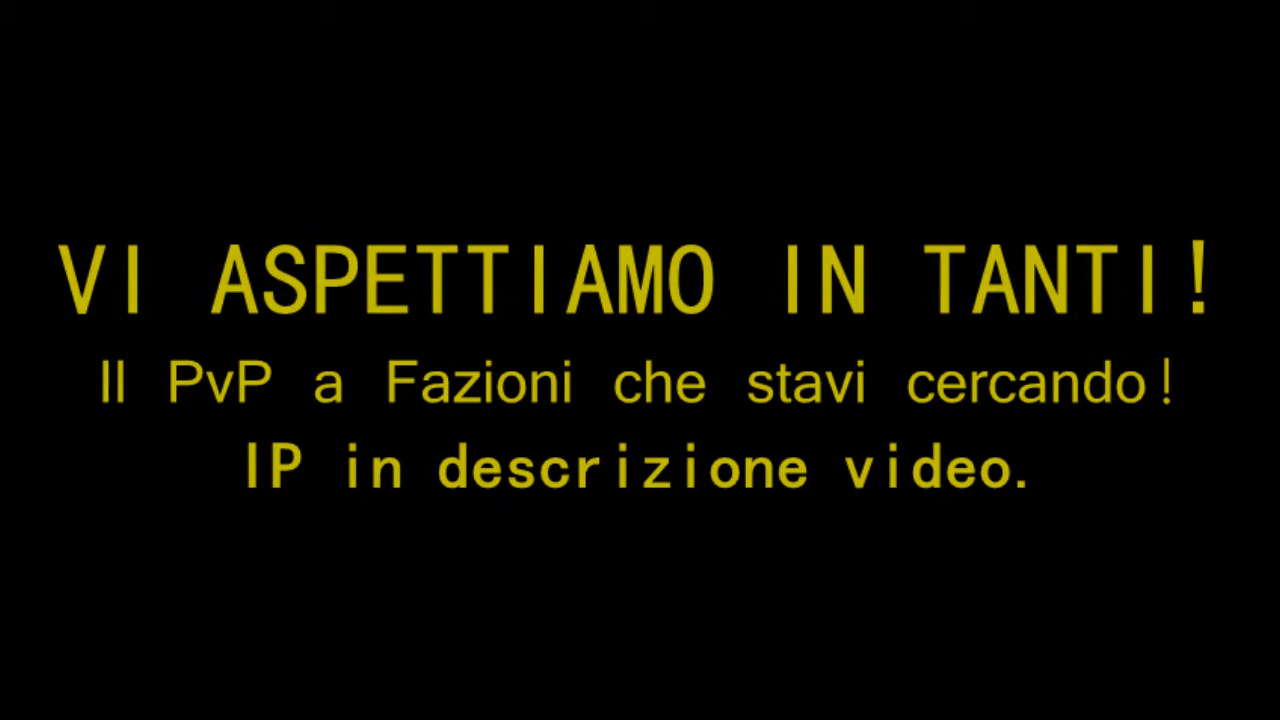 VI ASPETTIAMO IN TANTI!
Il PvP a Fazioni che stavi cercando!
IP in descrizione video.